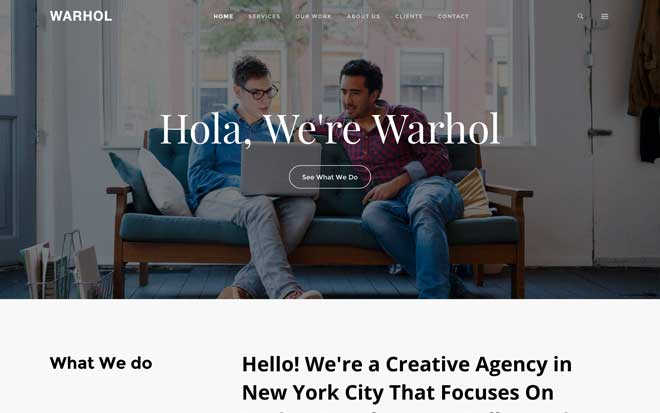 WARHOL
HOME SERVICES OUR WORK ABOUT US CLIENTS CONTACT
Hola, We're Warhol
See What We Do
What We do
Hello! We're a Creative Agency in
New York City That Focuses On